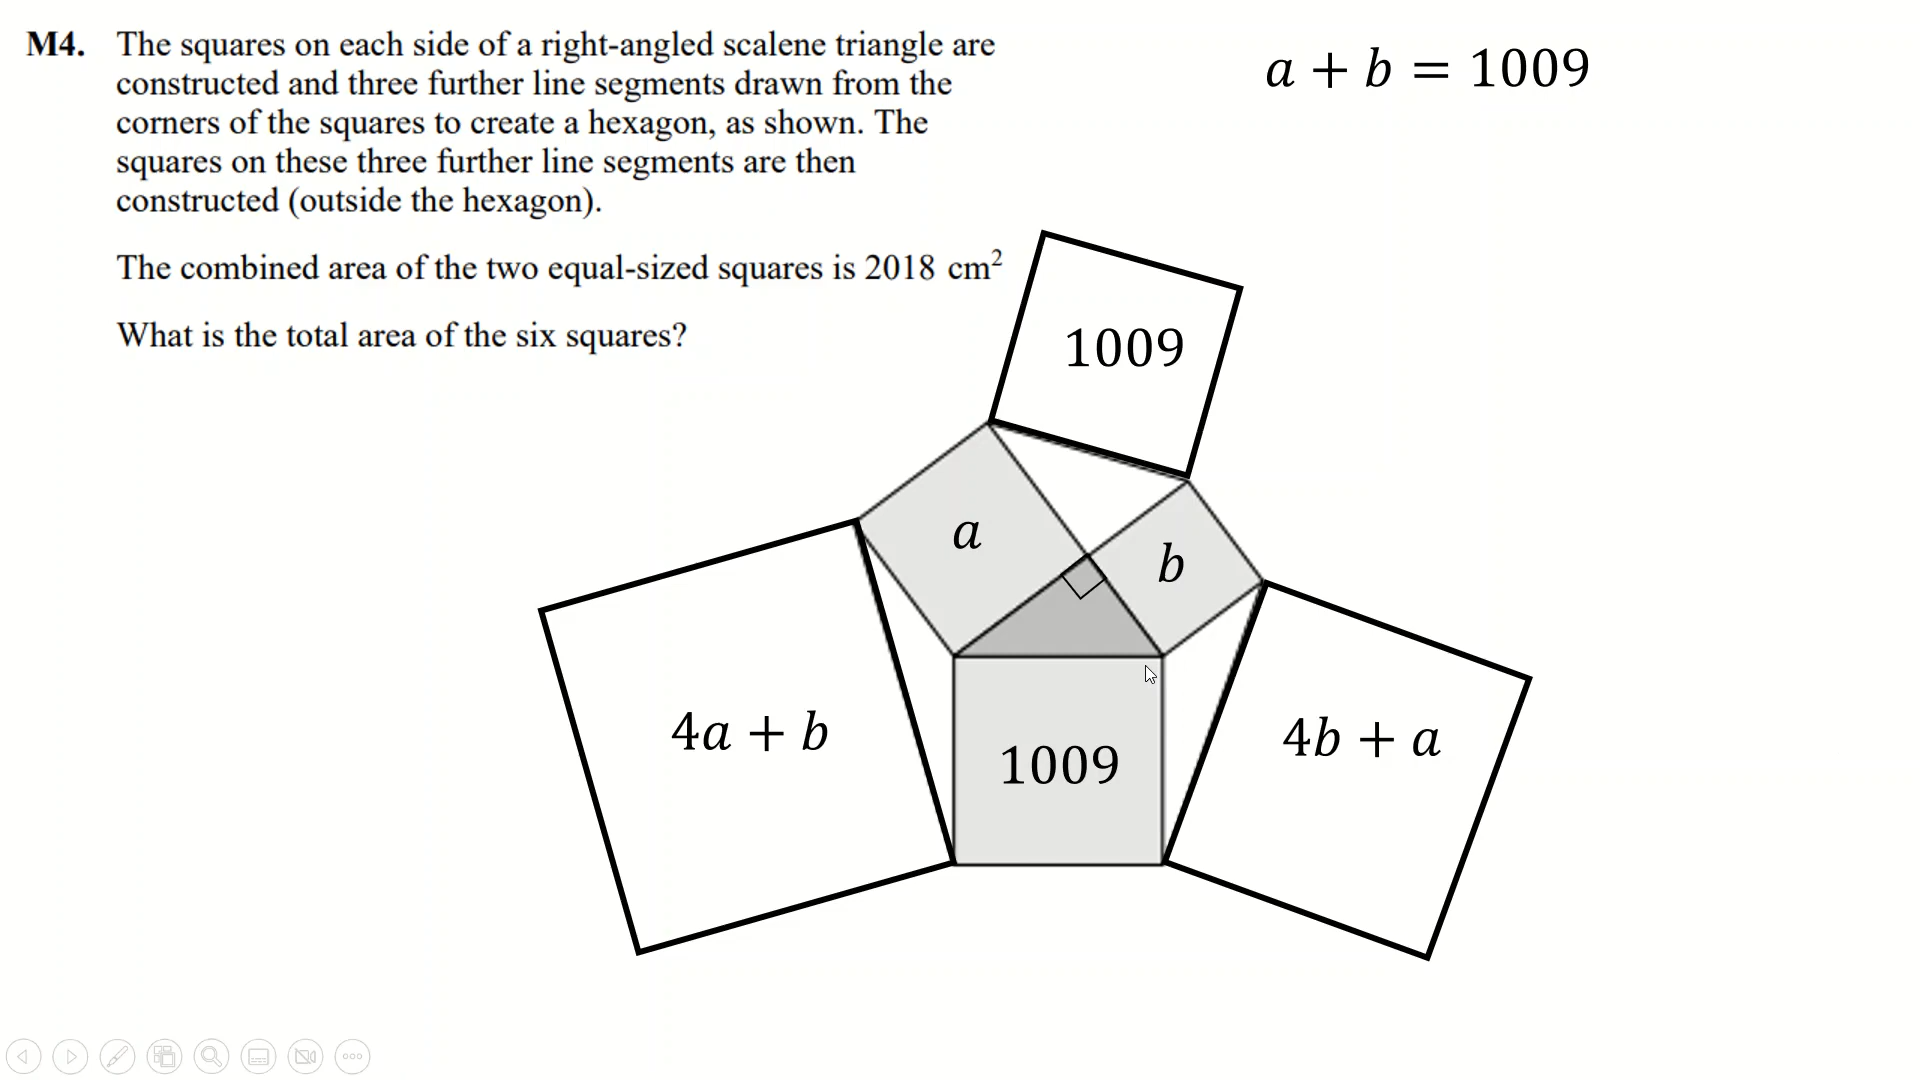 M4. The squares on each side of a right-angled scalene triangle are
constructed and three further line segments drawn from the
corners of the squares to create a hexagon, as shown. The
squares on these three further line segments are then
constructed (outside the hexagon).
The combined area of the two equal-sized squares is 2018 cm²
What is the total area of the six squares?
a + b = 1009
1009
a
b
4a + b
1009
4b + a